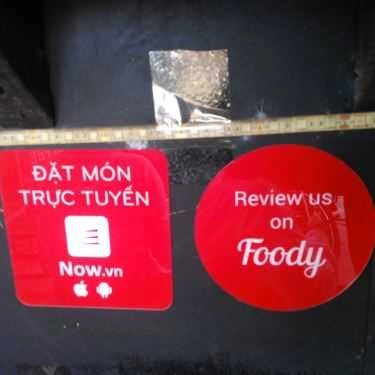 ĐẶT MÓN
TRỰC TUYẾN
Now.vn
Review us
on
Foody